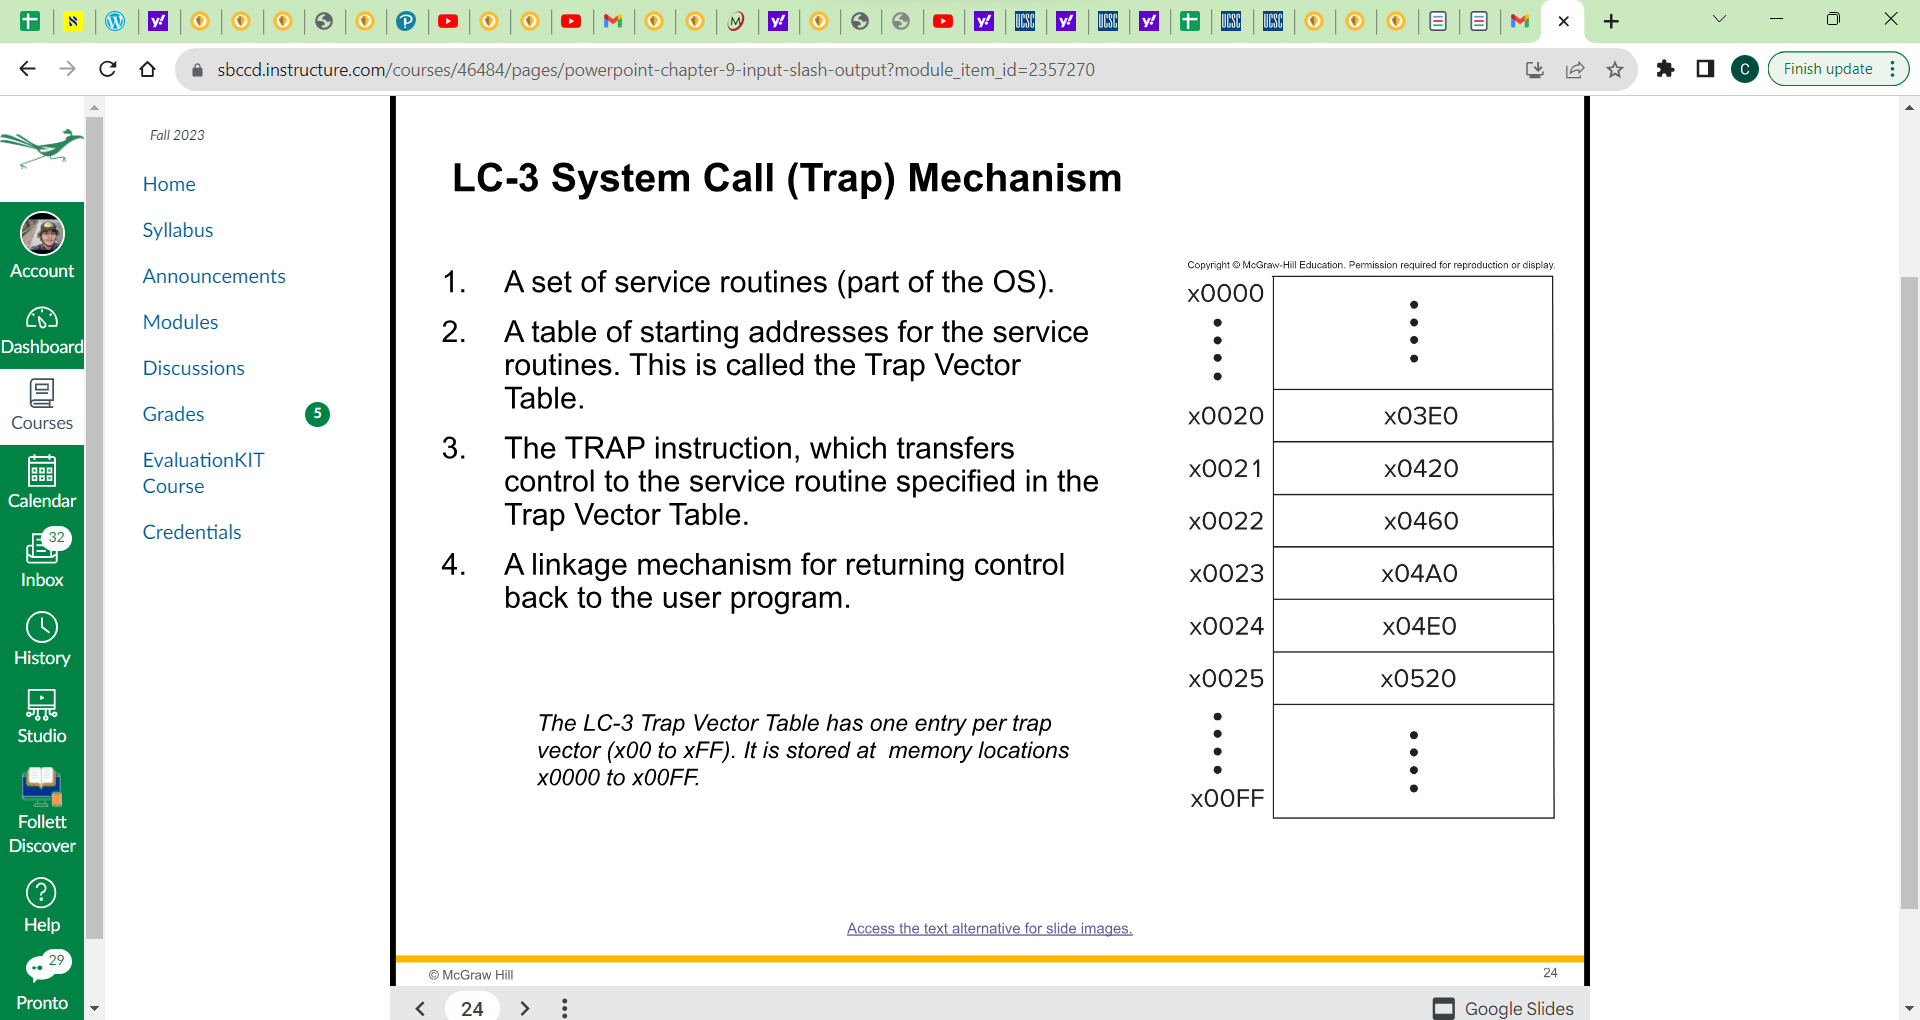 sbccd.instructure.com/courses/46484/pages/powerpoint-chapter-9-input-slash-output?module_item_id=2357270
C
Finish update
Account
Dashboard
Courses
Calendar
32
Inbox
History
Studio
Follett
Discover
Help
29
Pronto
Fall 2023
Home
Syllabus
Announcements
Modules
Discussions
Grades
5
EvaluationKIT
Course
Credentials
LC-3 System Call (Trap) Mechanism
1. A set of service routines (part of the OS).
2. A table of starting addresses for the service
routines. This is called the Trap Vector
Table.
3. The TRAP instruction, which transfers
control to the service routine specified in the
Trap Vector Table.
4. A linkage mechanism for returning control
back to the user program.
The LC-3 Trap Vector Table has one entry per trap
vector (x00 to xFF). It is stored at memory locations
x0000 to x00FF.
Copyright © McGraw-Hill Education. Permission required for reproduction or display.
x0000
x0020 x03E0
x0021 x0420
x0022 x0460
x0023 x04A0
x0024 x04E0
x0025 x0520
x00FF
Access the text alternative for slide images.
© McGraw Hill
24
24
Google Slides